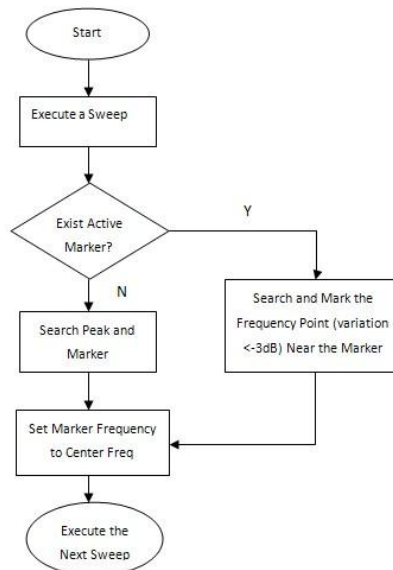 Start
Execute a Sweep
Exist Active
Marker?
Y
N
Search Peak and
Marker
Search and Mark the
Frequency Point (variation
<-3dB) Near the Marker
Set Marker Frequency
to Center Freq
Execute the
Next Sweep